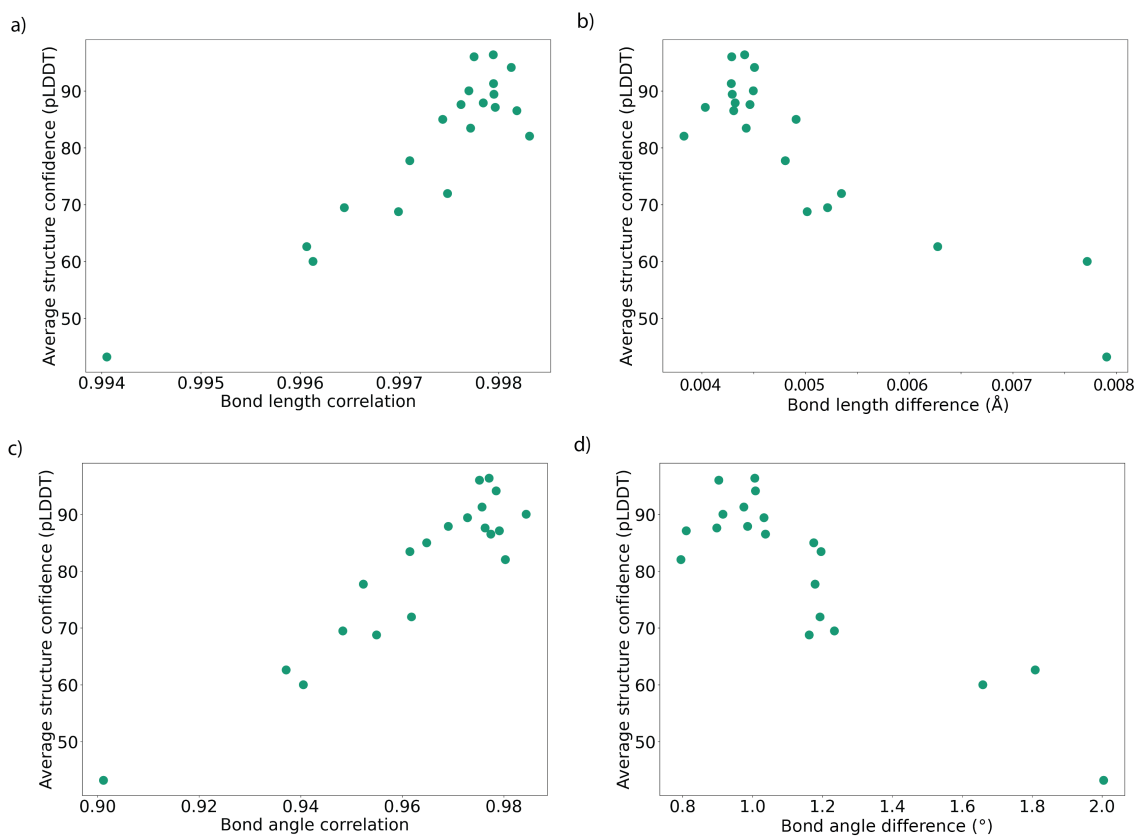 a)
Average structure confidence (pLDDT)
90
80
70
60
50
0.994 0.995 0.996 0.997 0.998
Bond length correlation
b)
Average structure confidence (pLDDT)
90
80
70
60
50
0.004 0.005 0.006 0.007 0.008
Bond length difference (Å)
c)
Average structure confidence (pLDDT)
90
80
70
60
50
0.90 0.92 0.94 0.96 0.98
Bond angle correlation
d)
Average structure confidence (pLDDT)
90
80
70
60
50
0.8 1.0 1.2 1.4 1.6 1.8 2.0
Bond angle difference (°)